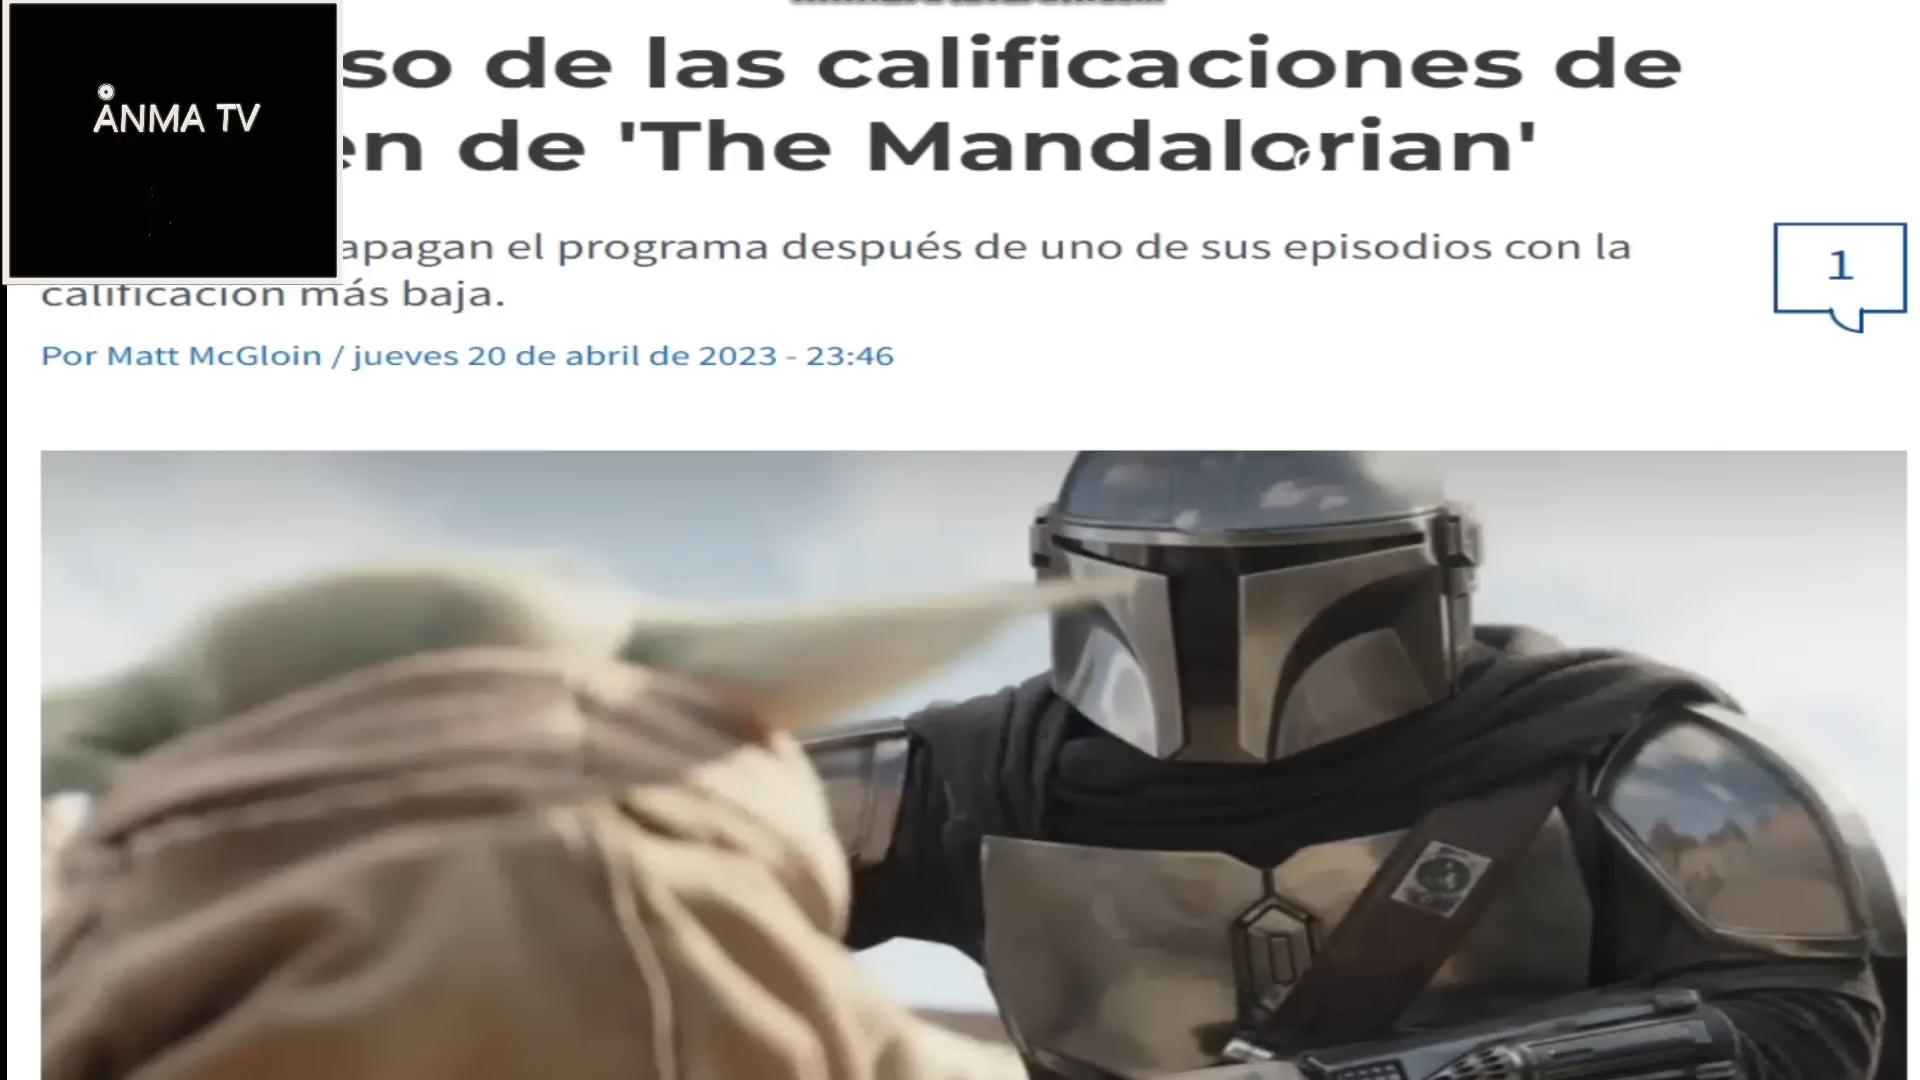 ANMA TV
so de las calificaciones de
en de 'The Mandalorian'
apagan el programa después de uno de sus episodios con la
calificación más baja.
1
Por Matt McGloin / jueves 20 de abril de 2023 - 23:46